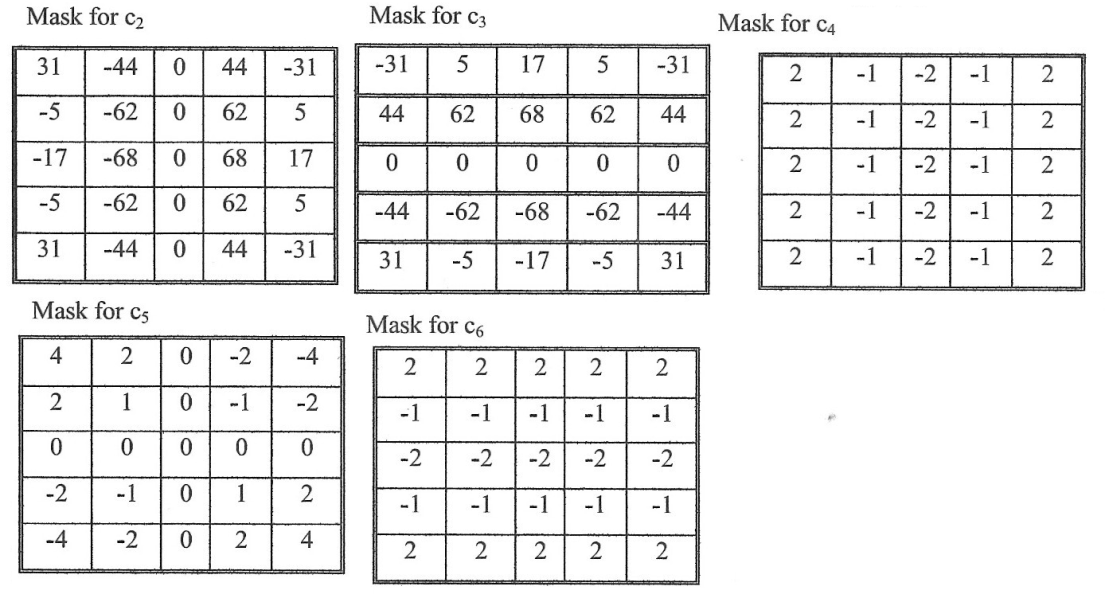 Mask for c2
31 -44 0 44 -31
-5 -62 0 62 5
-17 -68 0 68 17
-5 -62 0 62 5
31 -44 0 44 -31
Mask for c3
-31 5 17 5 -31
44 62 68 62 44
0 0 0 0 0
-44 -62 -68 -62 -44
31 -5 -17 -5 31
Mask for c4
2 -1 -2 -1 2
2 -1 -2 -1 2
2 -1 -2 -1 2
2 -1 -2 -1 2
2 -1 -2 -1 2
Mask for c5
4 2 0 -2 -4
2 1 0 -1 -2
0 0 0 0 0
-2 -1 0 1 2
-4 -2 0 2 4
Mask for c6
2 2 2 2 2
-1 -1 -1 -1 -1
-2 -2 -2 -2 -2
-1 -1 -1 -1 -1
2 2 2 2 2